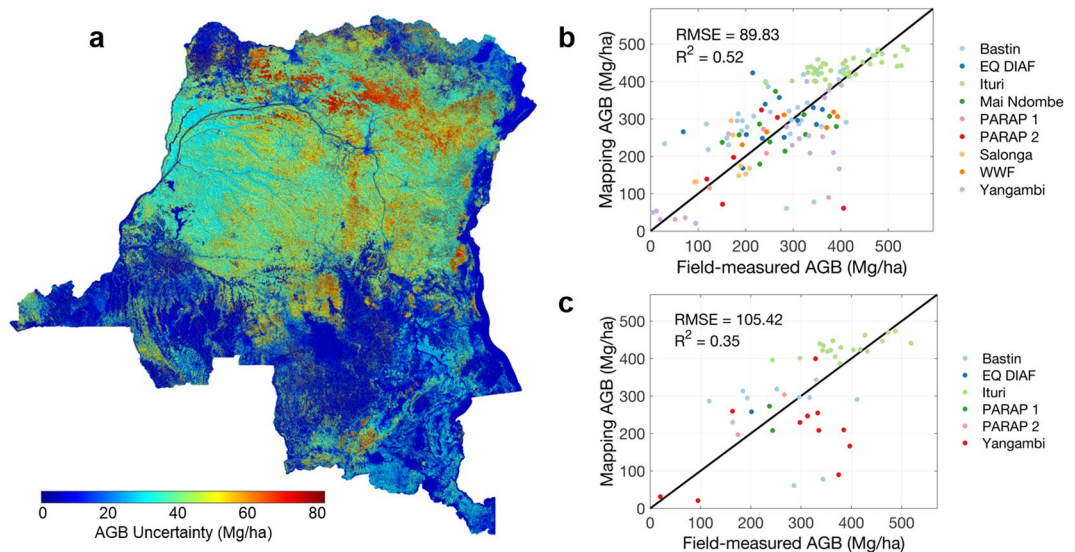 a
0 20 40 60 80
AGB Uncertainty (Mg/ha)
b
RMSE = 89.83
R² = 0.52
500
400
300
200
100
0
Mapping AGB (Mg/ha)
0 100 200 300 400 500
Field-measured AGB (Mg/ha)
Bastin
EQ DIAF
Ituri
Mai Ndombe
PARAP 1
PARAP 2
Salonga
WWF
Yangambi
c
RMSE = 105.42
R² = 0.35
500
400
300
200
100
0
Mapping AGB (Mg/ha)
0 100 200 300 400 500
Field-measured AGB (Mg/ha)
Bastin
EQ DIAF
Ituri
PARAP 1
PARAP 2
Yangambi